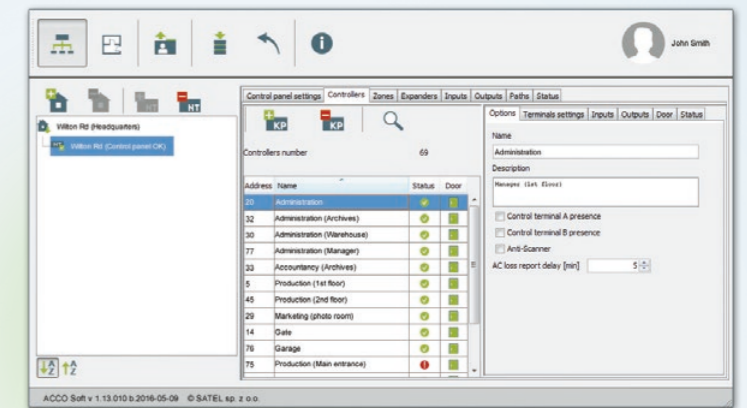 John Smith
HT
HT
Control panel settings Controllers Zones Expanders Inputs Outputs Paths Status
Wilton Rd (Headquarters)
Wilton Rd (Control panel OK)
KP
KP
Controllers number 69
Address Name Status Door
20 Administration
32 Administration (Archives)
30 Administration (Warehouse)
77 Administration (Manager)
33 Accountancy (Archives)
5 Production (1st floor)
45 Production (2nd floor)
29 Marketing (photo room)
14 Gate
76 Garage
75 Production (Main entrance)
Options Terminals settings Inputs Outputs Door Status
Name
Administration
Description
Manager (1st floor)
Control terminal A presence
Control terminal B presence
Anti-Scanner
AC loss report delay [min] 5
A
Z
A
Z
ACCO Soft v 1.13.010 b.2016-05-09 © SATEL sp. z o.o.